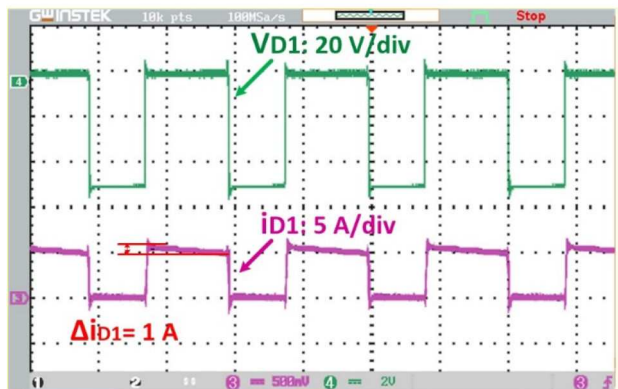 GWINSTEK 10k pts 100MSa/s Stop
VD1: 20 V/div
4
iD1: 5 A/div
3
ΔiD1= 1 A
1 2 3 500mV 4 2V 3